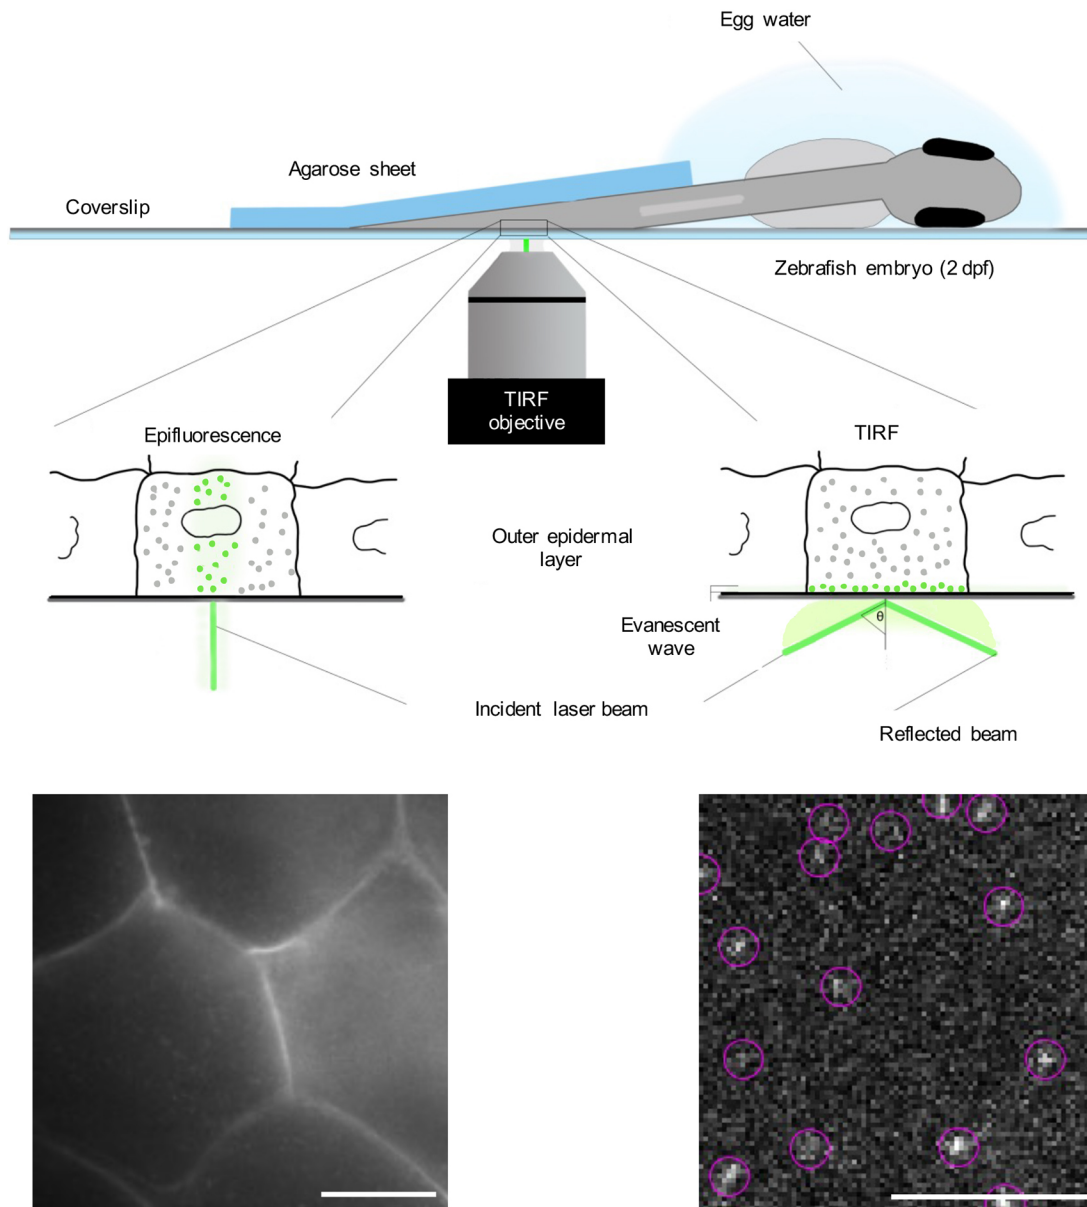 Egg water
Agarose sheet
Coverslip
Zebrafish embryo (2 dpf)
TIRF
objective
Epifluorescence
TIRF
Outer epidermal
layer
Evanescent
wave
θ
Incident laser beam
Reflected beam